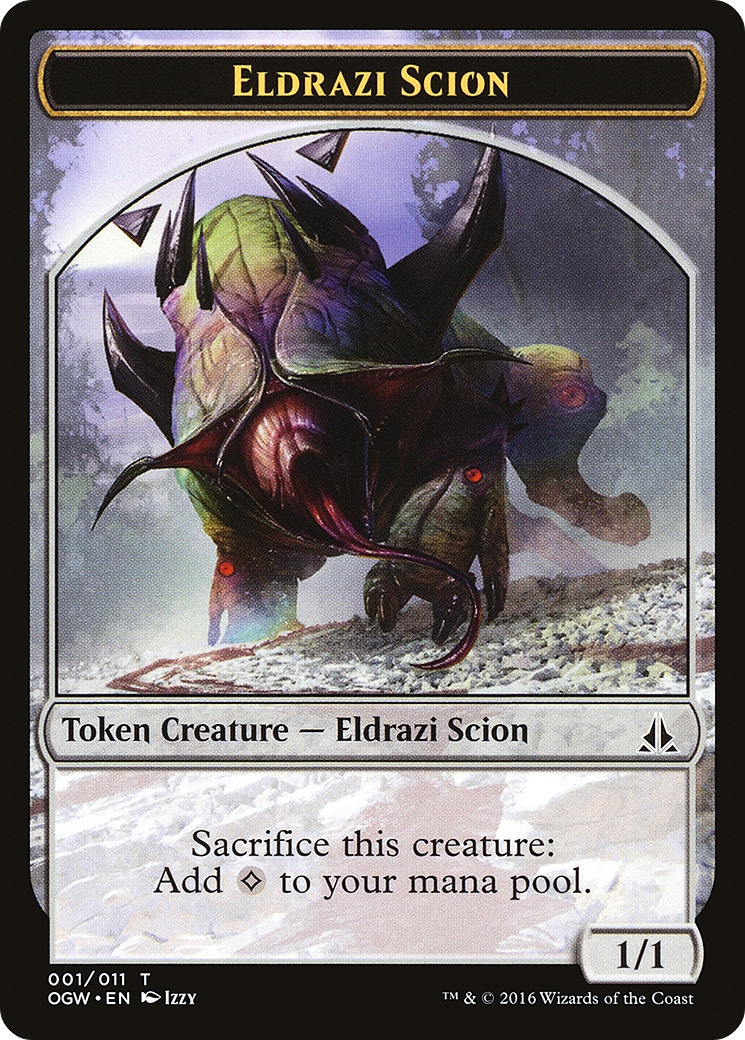 Eldrazi Scion
Token Creature — Eldrazi Scion
Sacrifice this creature:
Add to your mana pool.
1/1
001/011 T
OGW • EN Izzy
™ & © 2016 Wizards of the Coast